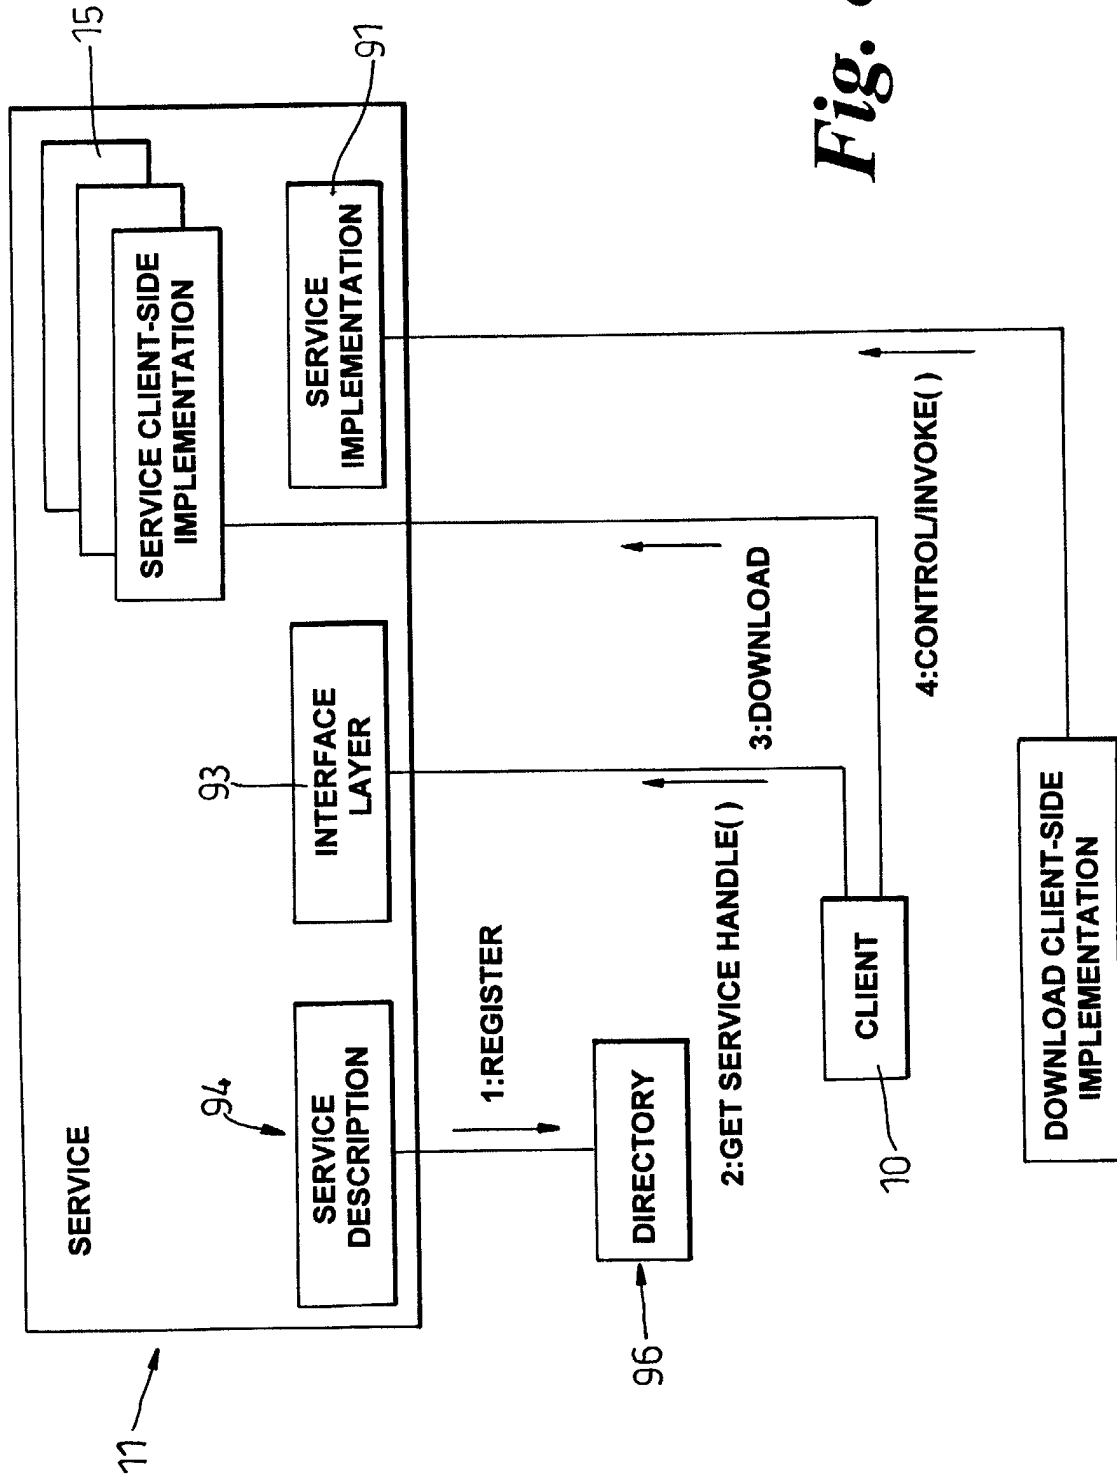 SERVICE
11
94
SERVICE
DESCRIPTION
93
INTERFACE
LAYER
SERVICE CLIENT-SIDE
IMPLEMENTATION
15
SERVICE
IMPLEMENTATION
91
1:REGISTER
DIRECTORY
96
2:GET SERVICE HANDLE( )
3:DOWNLOAD
4:CONTROL/INVOKE( )
CLIENT
10
DOWNLOAD CLIENT-SIDE
IMPLEMENTATION
Fig.